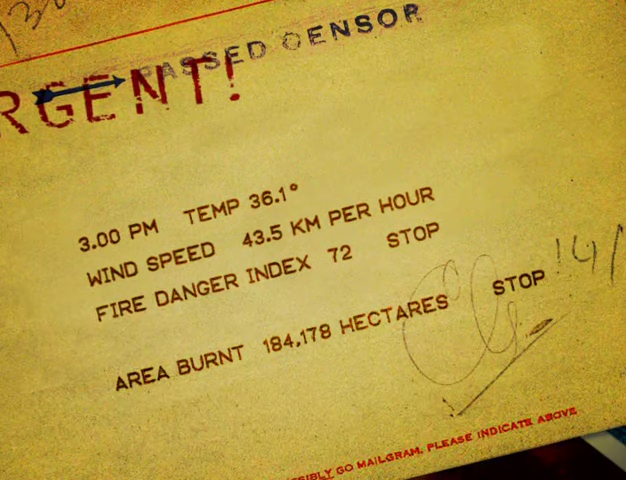 PASSED CENSOR
RGENT!
3.00 PM TEMP 36.1°
WIND SPEED 43.5 KM PER HOUR
FIRE DANGER INDEX 72 STOP
AREA BURNT 184,178 HECTARES STOP
SIBLY GO MAILGRAM, PLEASE INDICATE ABOVE